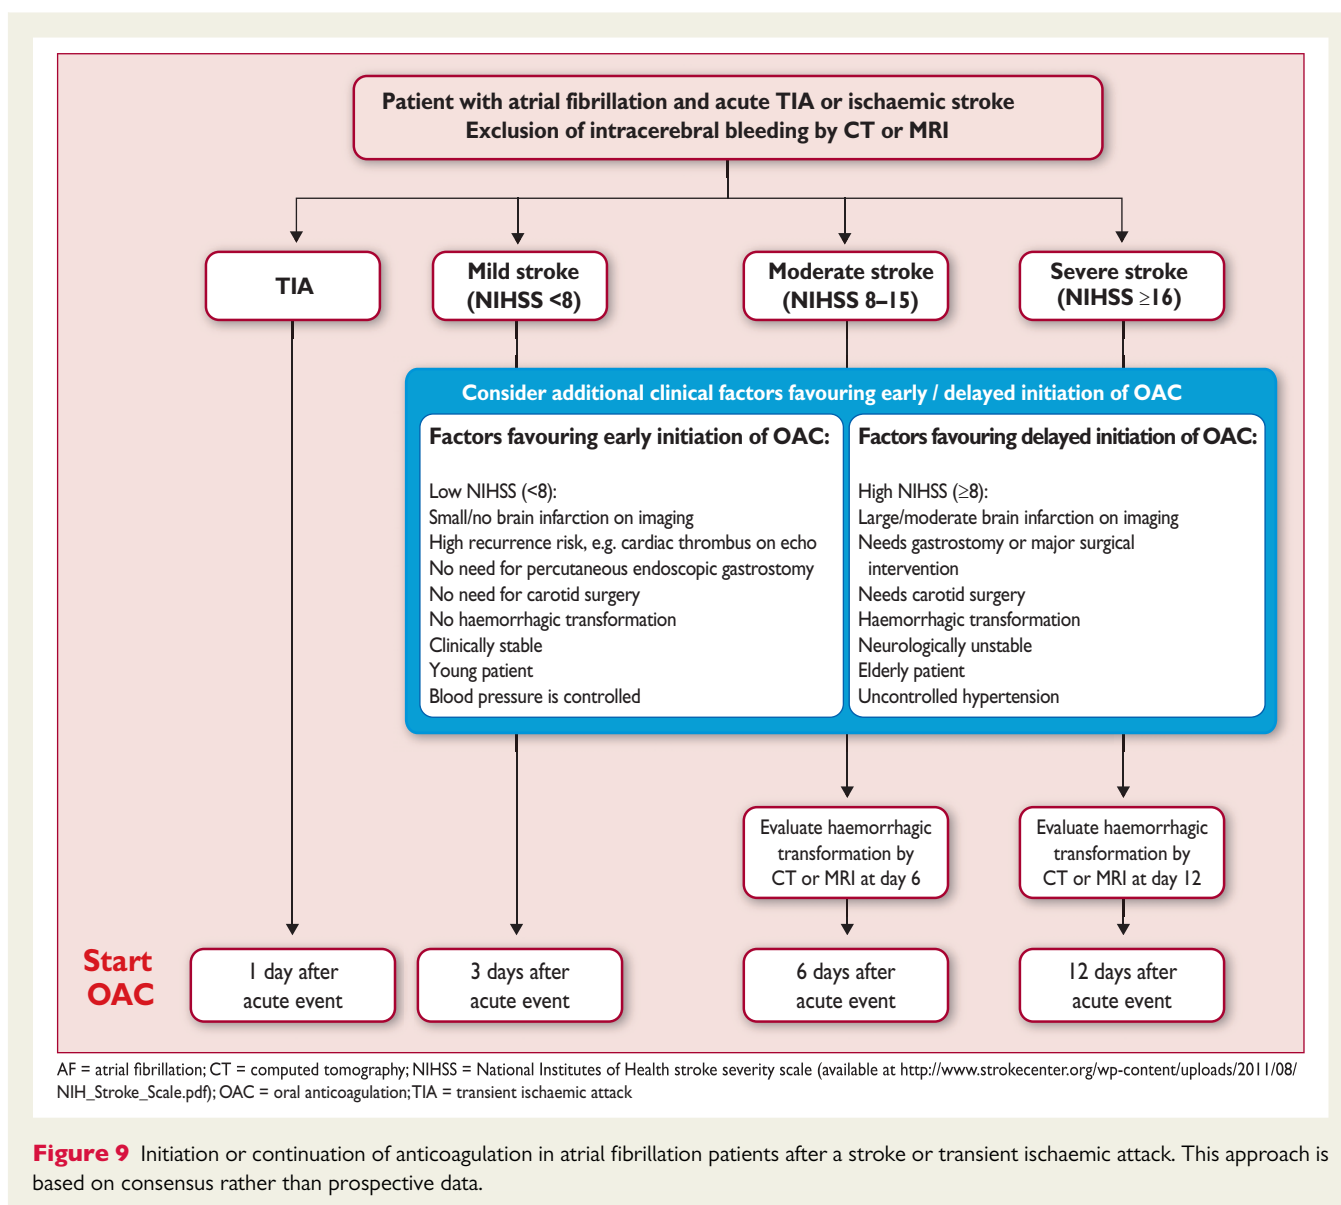 Patient with atrial fibrillation and acute TIA or ischaemic stroke
Exclusion of intracerebral bleeding by CT or MRI
TIA
Mild stroke
(NIHSS <8)
Moderate stroke
(NIHSS 8–15)
Severe stroke
(NIHSS ≥16)
Consider additional clinical factors favouring early / delayed initiation of OAC
Factors favouring early initiation of OAC:
Low NIHSS (<8):
Small/no brain infarction on imaging
High recurrence risk, e.g. cardiac thrombus on echo
No need for percutaneous endoscopic gastrostomy
No need for carotid surgery
No haemorrhagic transformation
Clinically stable
Young patient
Blood pressure is controlled
Factors favouring delayed initiation of OAC:
High NIHSS (≥8):
Large/moderate brain infarction on imaging
Needs gastrostomy or major surgical
intervention
Needs carotid surgery
Haemorrhagic transformation
Neurologically unstable
Elderly patient
Uncontrolled hypertension
Evaluate haemorrhagic
transformation by
CT or MRI at day 6
Evaluate haemorrhagic
transformation by
CT or MRI at day 12
Start
OAC
1 day after
acute event
3 days after
acute event
6 days after
acute event
12 days after
acute event
AF = atrial fibrillation; CT = computed tomography; NIHSS = National Institutes of Health stroke severity scale (available at http://www.strokecenter.org/wp-content/uploads/2011/08/
NIH_Stroke_Scale.pdf); OAC = oral anticoagulation; TIA = transient ischaemic attack
Figure 9 Initiation or continuation of anticoagulation in atrial fibrillation patients after a stroke or transient ischaemic attack. This approach is
based on consensus rather than prospective data.